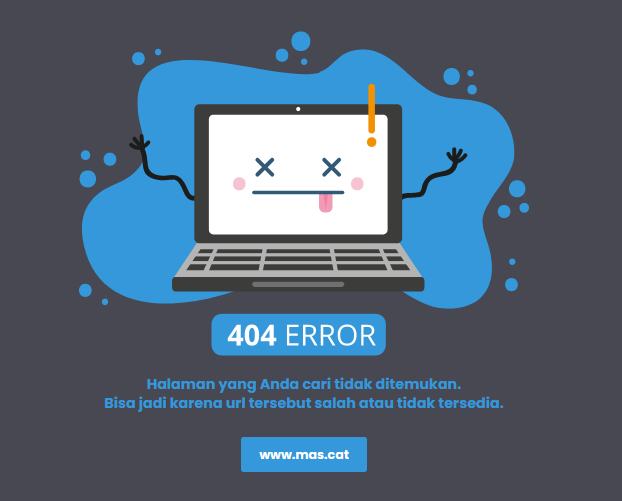 404 ERROR
Halaman yang Anda cari tidak ditemukan.
Bisa jadi karena url tersebut salah atau tidak tersedia.
www.mas.cat